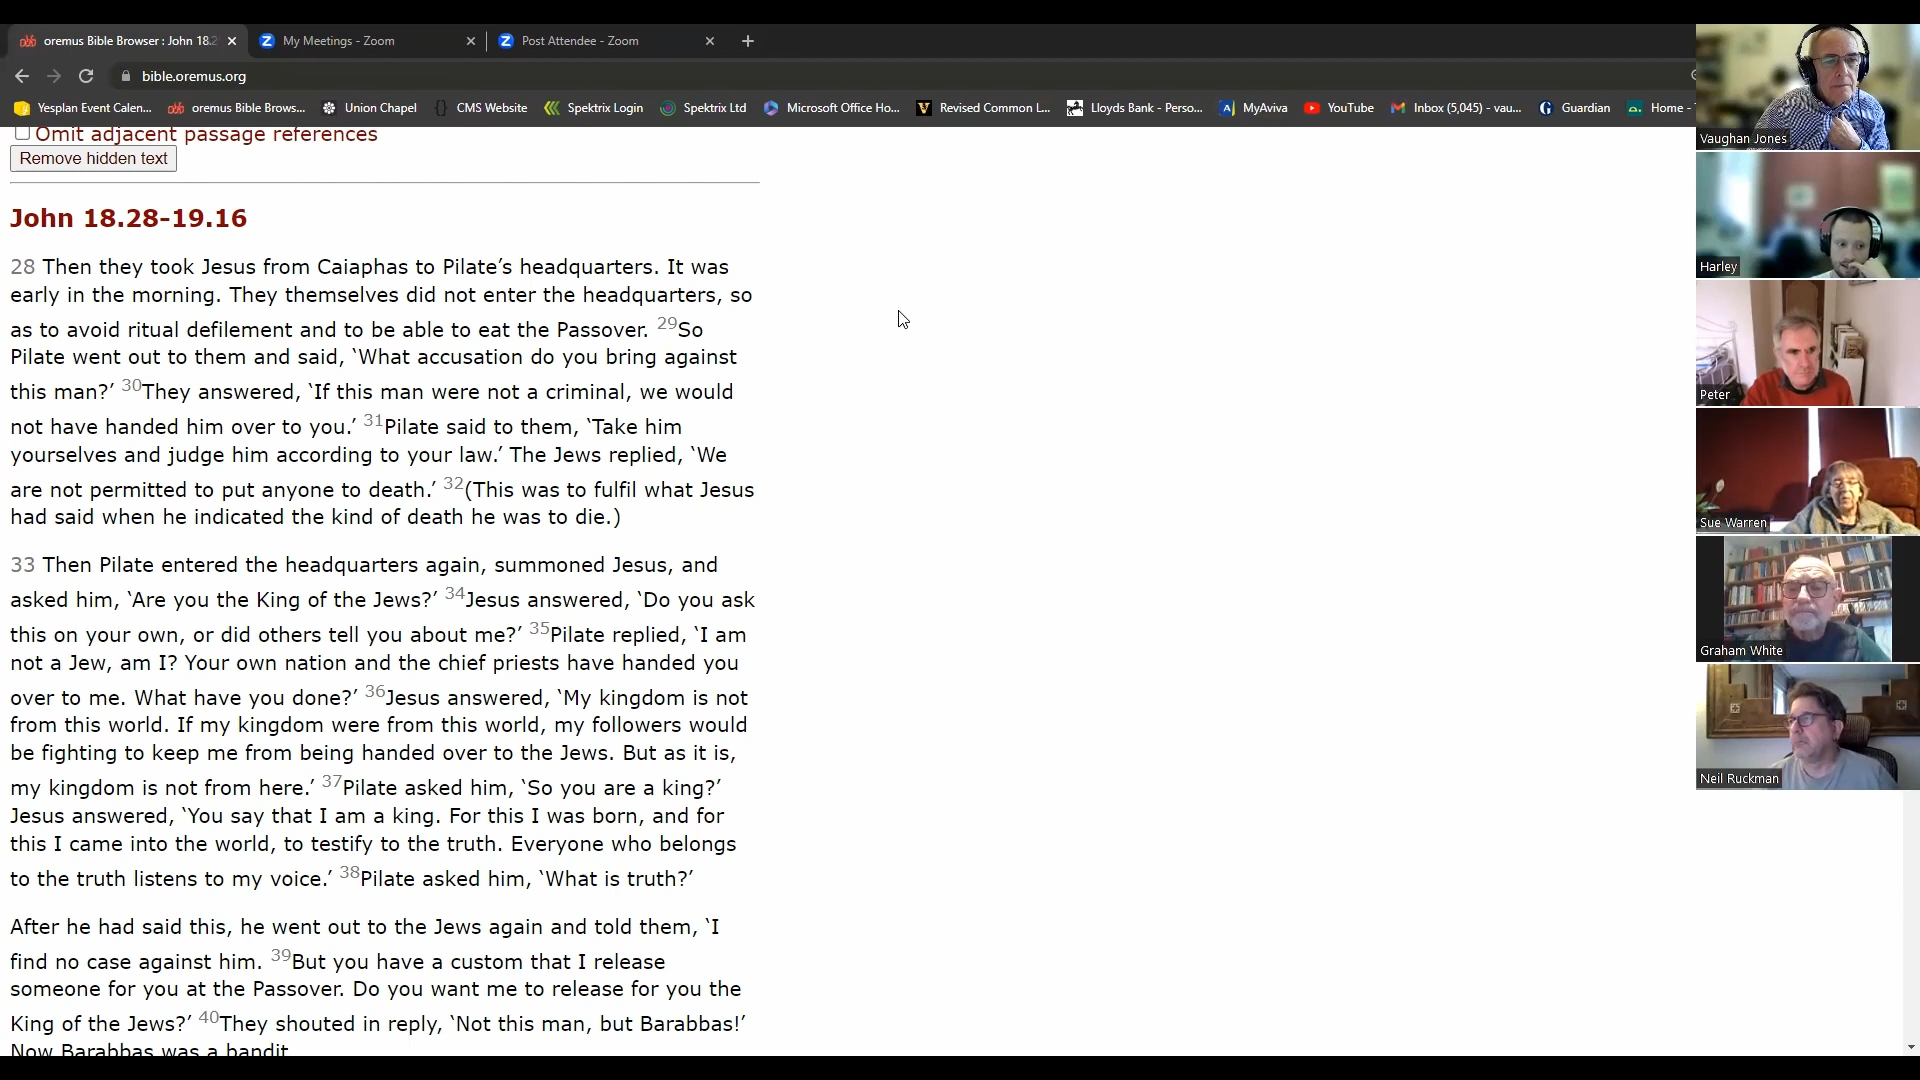 oremus Bible Browser : John 18.2
My Meetings - Zoom
Post Attendee - Zoom
bible.oremus.org
Yesplan Event Calen...
oremus Bible Brows...
Union Chapel
CMS Website
Spektrix Login
Spektrix Ltd
Microsoft Office Ho...
Revised Common L...
Lloyds Bank - Perso...
MyAviva
YouTube
Inbox (5,045) - vau...
Guardian
Home -
Omit adjacent passage references
Remove hidden text
John 18.28-19.16
28 Then they took Jesus from Caiaphas to Pilate’s headquarters. It was
early in the morning. They themselves did not enter the headquarters, so
as to avoid ritual defilement and to be able to eat the Passover. 29So
Pilate went out to them and said, ‘What accusation do you bring against
this man?’ 30They answered, ‘If this man were not a criminal, we would
not have handed him over to you.’ 31Pilate said to them, ‘Take him
yourselves and judge him according to your law.’ The Jews replied, ‘We
are not permitted to put anyone to death.’ 32(This was to fulfil what Jesus
had said when he indicated the kind of death he was to die.)
33 Then Pilate entered the headquarters again, summoned Jesus, and
asked him, ‘Are you the King of the Jews?’ 34Jesus answered, ‘Do you ask
this on your own, or did others tell you about me?’ 35Pilate replied, ‘I am
not a Jew, am I? Your own nation and the chief priests have handed you
over to me. What have you done?’ 36Jesus answered, ‘My kingdom is not
from this world. If my kingdom were from this world, my followers would
be fighting to keep me from being handed over to the Jews. But as it is,
my kingdom is not from here.’ 37Pilate asked him, ‘So you are a king?’
Jesus answered, ‘You say that I am a king. For this I was born, and for
this I came into the world, to testify to the truth. Everyone who belongs
to the truth listens to my voice.’ 38Pilate asked him, ‘What is truth?’
After he had said this, he went out to the Jews again and told them, ‘I
find no case against him. 39But you have a custom that I release
someone for you at the Passover. Do you want me to release for you the
King of the Jews?’ 40They shouted in reply, ‘Not this man, but Barabbas!’
Now Barabbas was a bandit
Vaughan Jones
Harley
Peter
Sue Warren
Graham White
Neil Ruckman